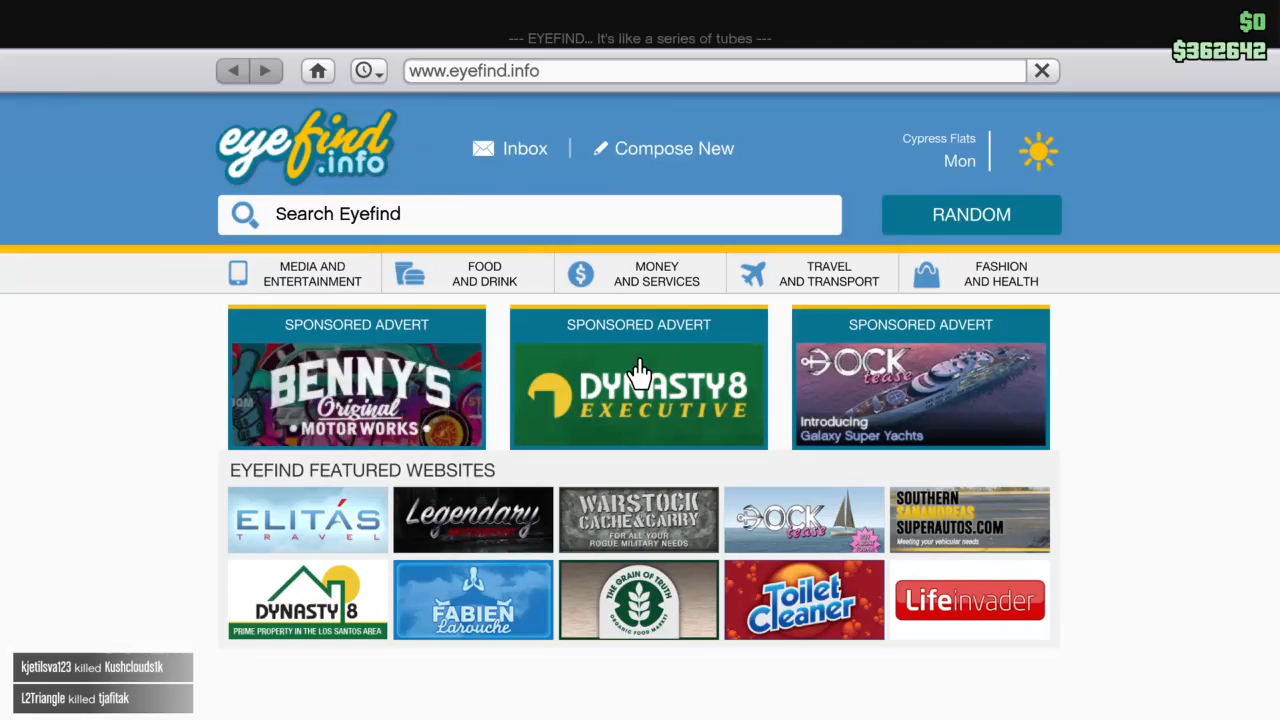 $0
--- EYEFIND... It's like a series of tubes ---
$362642
www.eyefind.info
eyefind
.info
Inbox
Compose New
Cypress Flats
Mon
Search Eyefind
RANDOM
MEDIA AND
ENTERTAINMENT
FOOD
AND DRINK
MONEY
AND SERVICES
TRAVEL
AND TRANSPORT
FASHION
AND HEALTH
SPONSORED ADVERT
BENNY'S
Original
• MOTOR WORKS •
SPONSORED ADVERT
DYNASTY8
EXECUTIVE
SPONSORED ADVERT
DOCK
tease
Introducing
Galaxy Super Yachts
EYEFIND FEATURED WEBSITES
ELITÁS
TRAVEL
Legendary
WARSTOCK
CACHE&CARRY
FOR ALL YOUR
ROGUE MILITARY NEEDS
DOCK
tease
SOUTHERN
SANANDREAS
SUPERAUTOS.COM
Meeting your vehicular needs
DYNASTY 8
PRIME PROPERTY IN THE LOS SANTOS AREA
FABIEN
Larouche
THE GRAIN OF TRUTH
ORGANIC FOOD MARKET
Toilet
Cleaner
Lifeinvader
kjetilsva123 killed Kushclouds1k
L2Triangle killed tjafitak